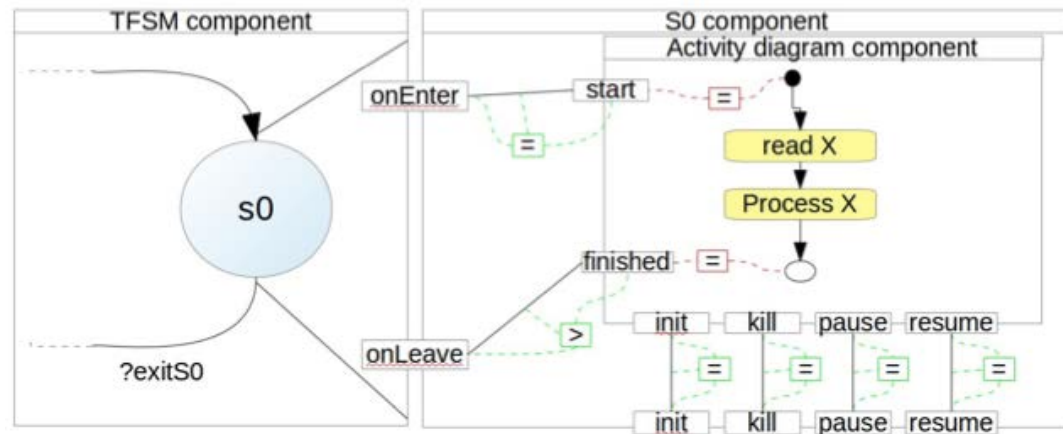 TFSM component
s0
?exitS0
S0 component
Activity diagram component
onEnter
start
=
=
read X
Process X
finished
=
>
onLeave
init kill pause resume
= = = =
init kill pause resume